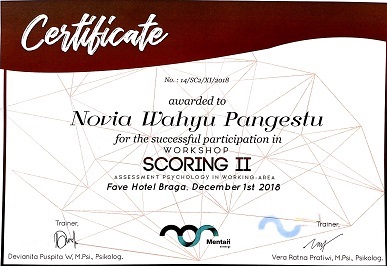 Certificate
No. : 14/SC2/XI/2018
awarded to
Novia Wahyu Pangestu
for the successful participation in
WORKSHOP
SCORING II
ASSESSMENT PSYCHOLOGY IN WORKING-AREA
Fave Hotel Braga, December 1st 2018
Trainer, Trainer,
Mentaii
Devianita Puspita W, M.Psi., Psikolog. Vera Ratna Pratiwi, M.Psi., Psikolog